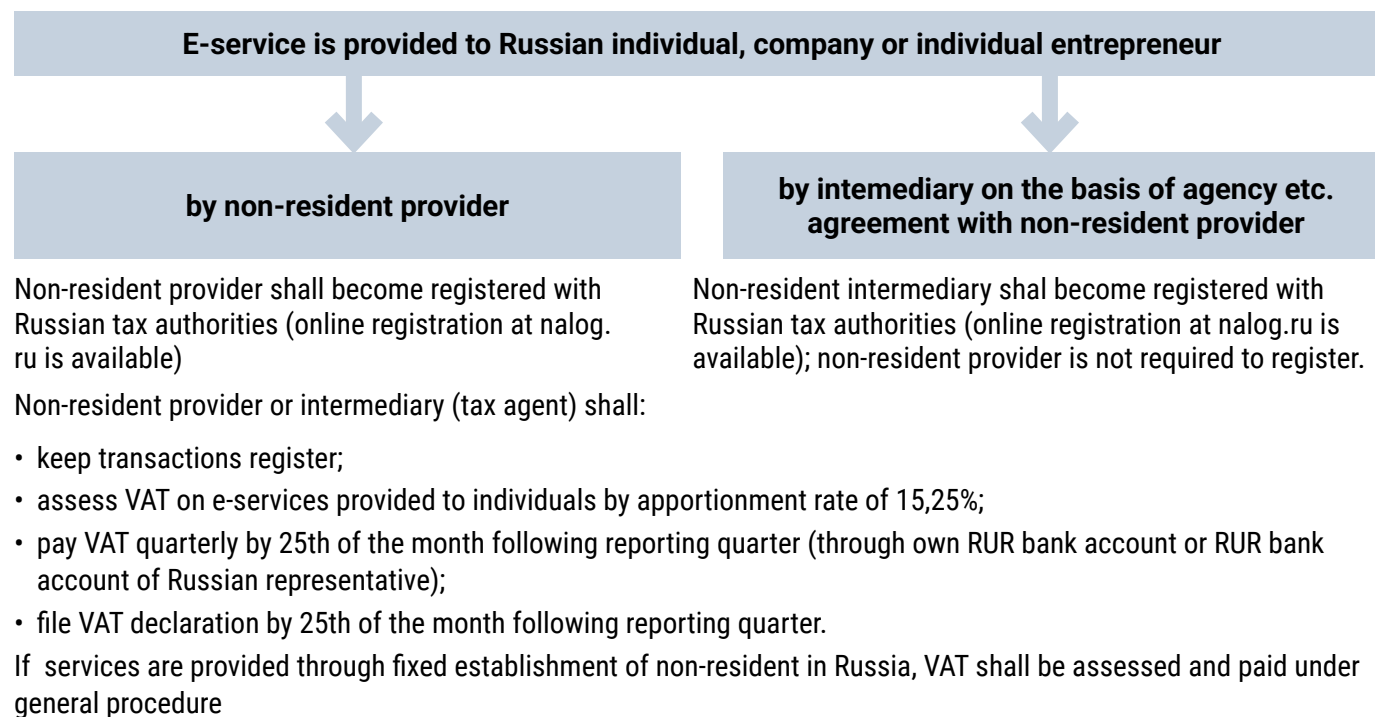 E-service is provided to Russian individual, company or individual entrepreneur
by non-resident provider
by intemediary on the basis of agency etc.
agreement with non-resident provider
Non-resident provider shall become registered with
Russian tax authorities (online registration at nalog.
ru is available)
Non-resident intermediary shal become registered with
Russian tax authorities (online registration at nalog.ru is
available); non-resident provider is not required to register.
Non-resident provider or intermediary (tax agent) shall:
• keep transactions register;
• assess VAT on e-services provided to individuals by apportionment rate of 15,25%;
• pay VAT quarterly by 25th of the month following reporting quarter (through own RUR bank account or RUR bank
account of Russian representative);
• file VAT declaration by 25th of the month following reporting quarter.
If services are provided through fixed establishment of non-resident in Russia, VAT shall be assessed and paid under
general procedure